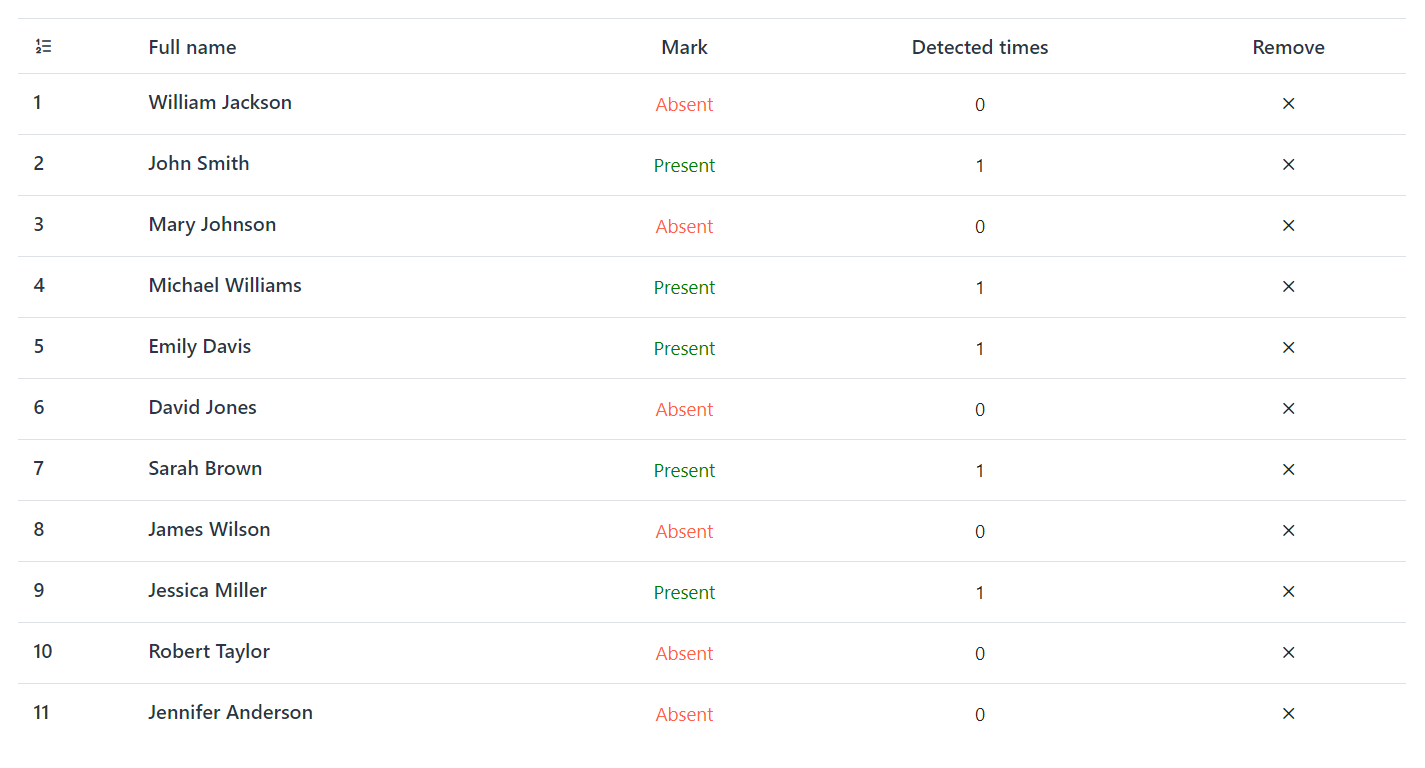 Full name Mark Detected times Remove
1 William Jackson Absent 0 ×
2 John Smith Present 1 ×
3 Mary Johnson Absent 0 ×
4 Michael Williams Present 1 ×
5 Emily Davis Present 1 ×
6 David Jones Absent 0 ×
7 Sarah Brown Present 1 ×
8 James Wilson Absent 0 ×
9 Jessica Miller Present 1 ×
10 Robert Taylor Absent 0 ×
11 Jennifer Anderson Absent 0 ×